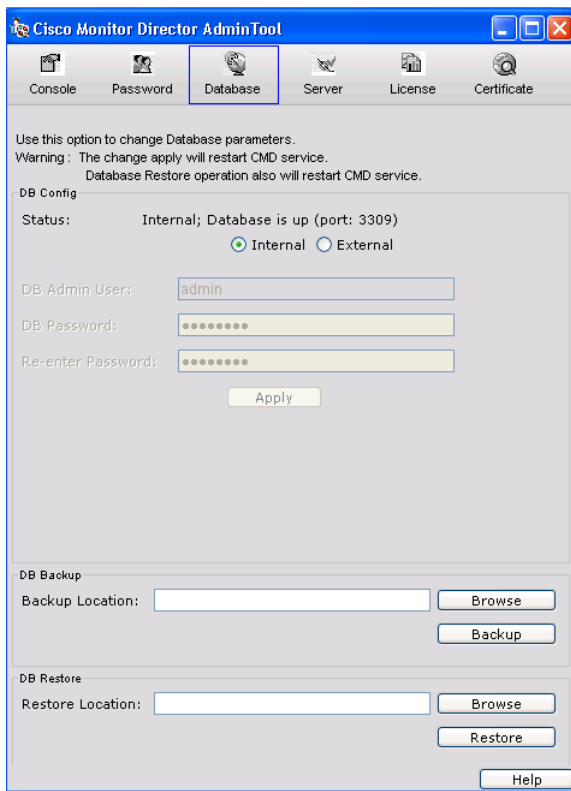 Cisco Monitor Director AdminTool
Console Password Database Server License Certificate
Use this option to change Database parameters.
Warning : The change apply will restart CMD service.
Database Restore operation also will restart CMD service.
DB Config
Status: Internal; Database is up (port: 3309)
Internal External
DB Admin User: admin
DB Password: ●●●●●●●●
Re-enter Password: ●●●●●●●●
Apply
DB Backup
Backup Location: Browse
Backup
DB Restore
Restore Location: Browse
Restore
Help